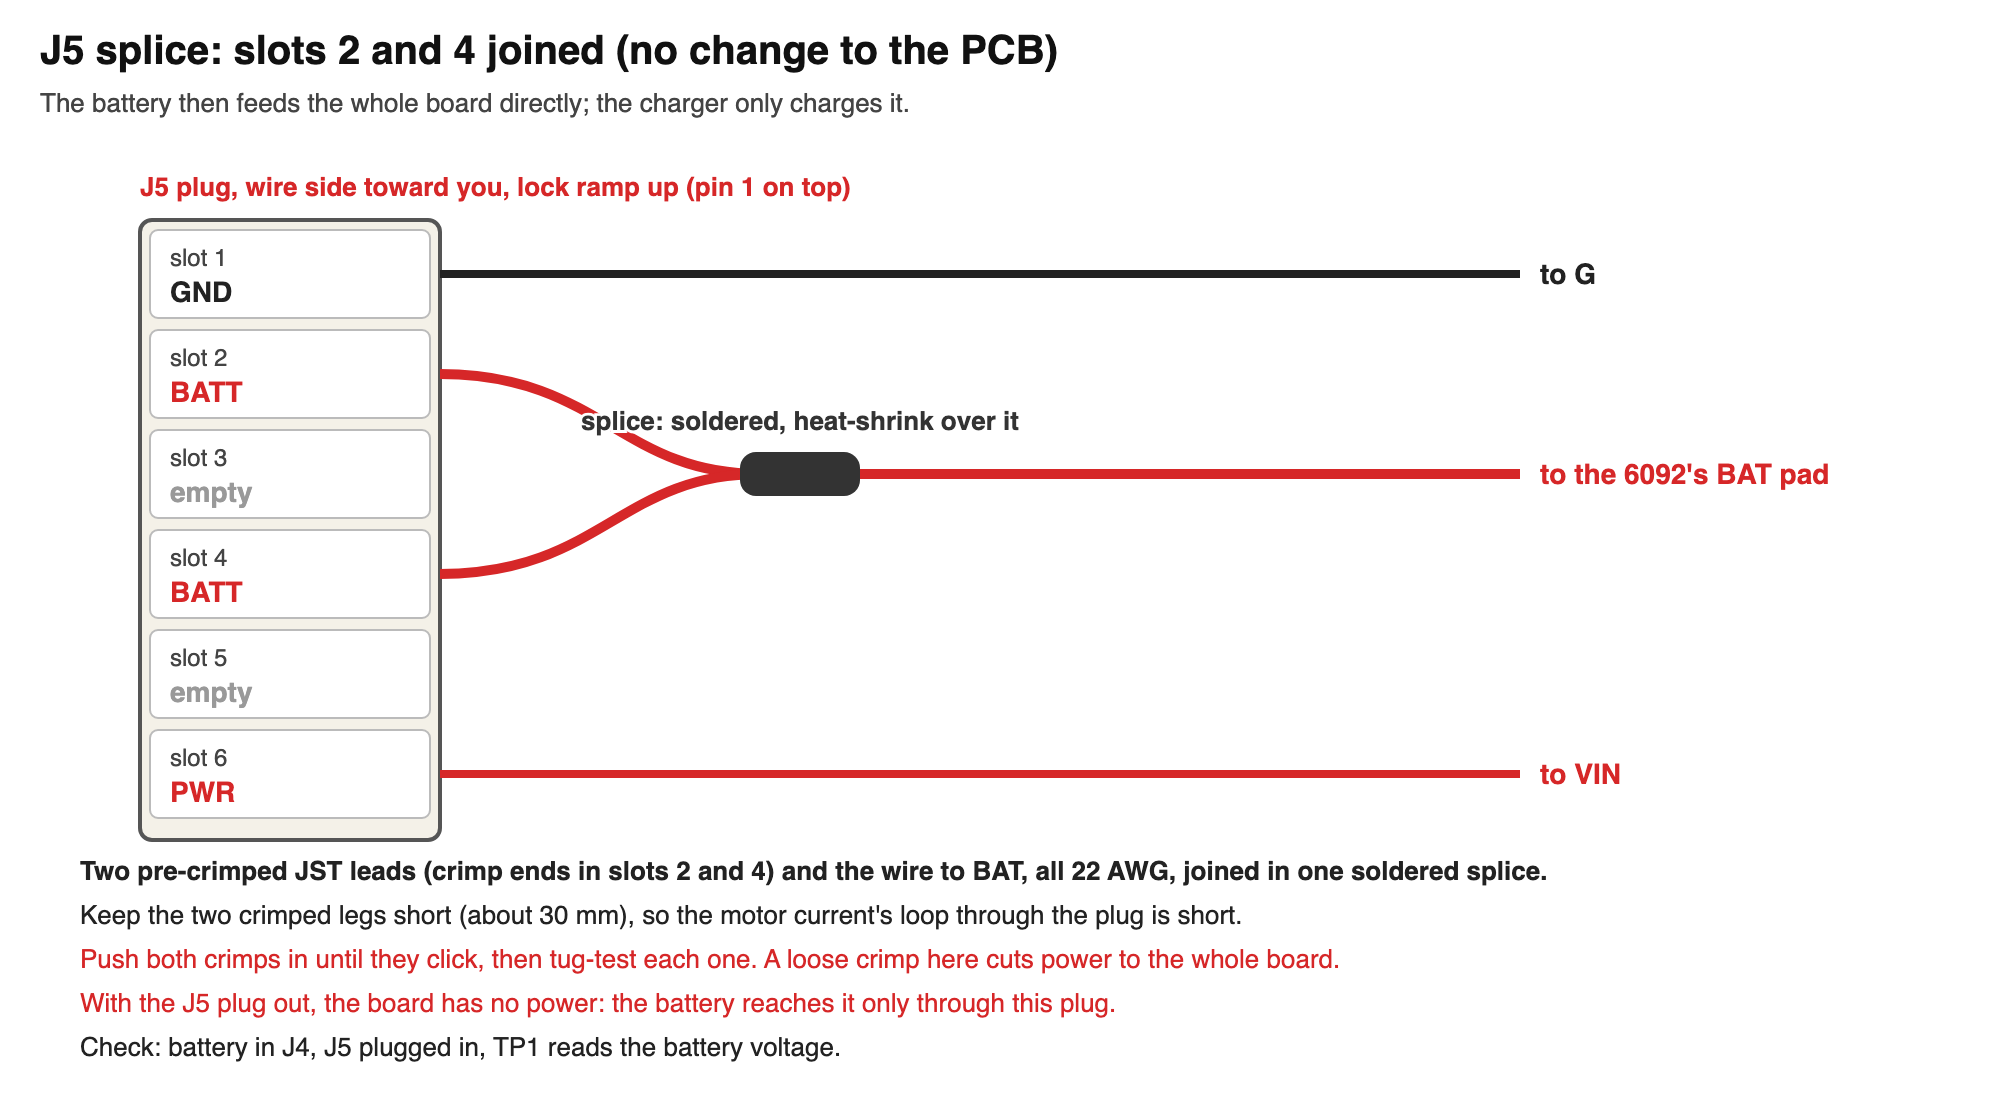 J5 splice: slots 2 and 4 joined (no change to the PCB)
The battery then feeds the whole board directly; the charger only charges it.
J5 plug, wire side toward you, lock ramp up (pin 1 on top)
slot 1
GND
to G
slot 2
BATT
splice: soldered, heat-shrink over it
slot 3
empty
to the 6092's BAT pad
slot 4
BATT
slot 5
empty
slot 6
PWR
to VIN
Two pre-crimped JST leads (crimp ends in slots 2 and 4) and the wire to BAT, all 22 AWG, joined in one soldered splice.
Keep the two crimped legs short (about 30 mm), so the motor current's loop through the plug is short.
Push both crimps in until they click, then tug-test each one. A loose crimp here cuts power to the whole board.
With the J5 plug out, the board has no power: the battery reaches it only through this plug.
Check: battery in J4, J5 plugged in, TP1 reads the battery voltage.